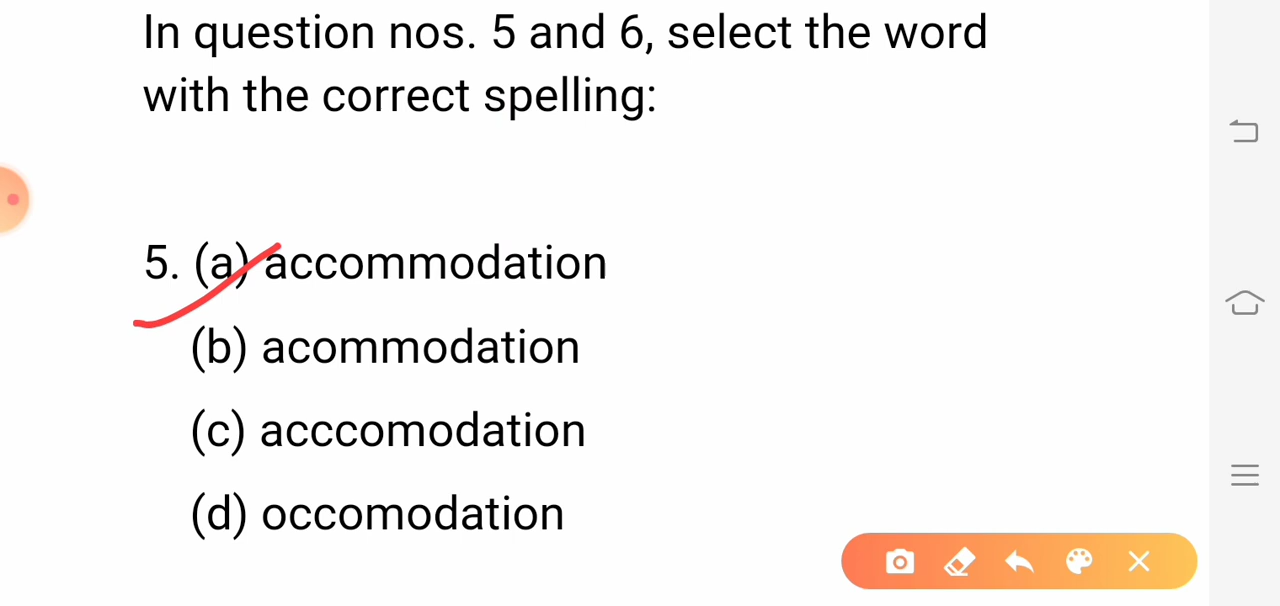 In question nos. 5 and 6, select the word
with the correct spelling:
5. (a) accommodation
(b) acommodation
(c) acccomodation
(d) occomodation